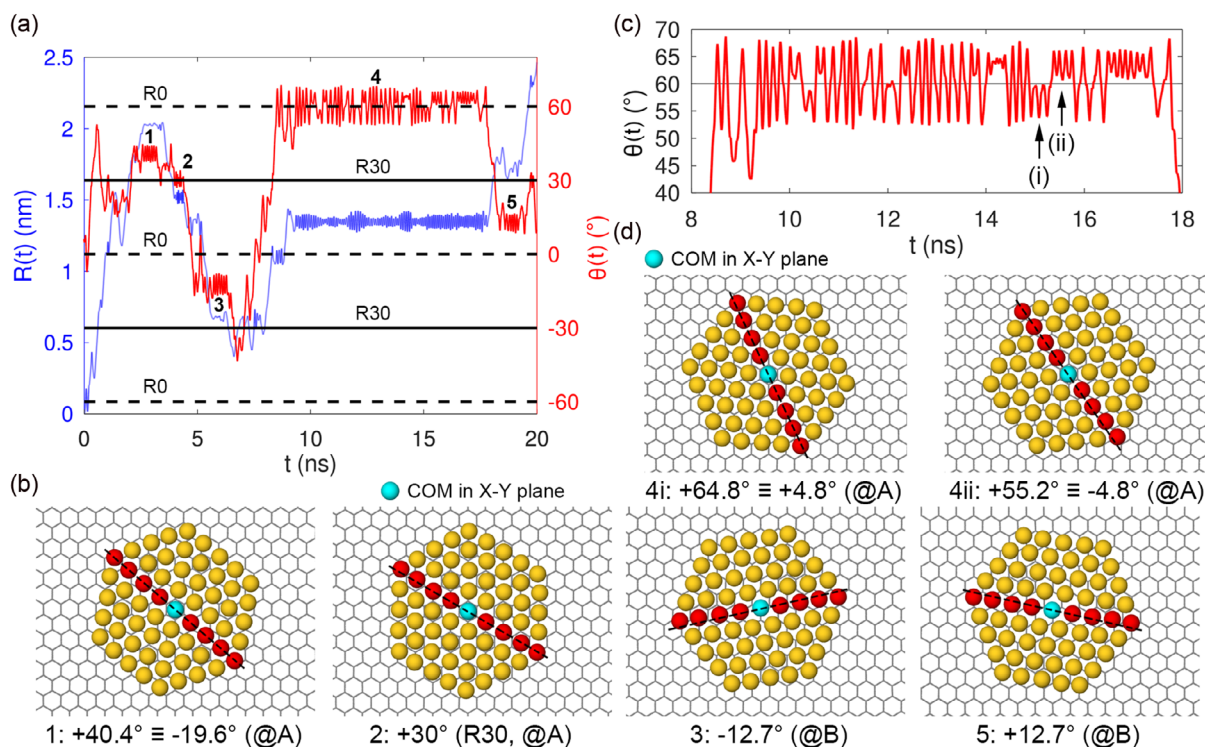 (a)
2.5
2
1.5
1
0.5
0
R(t) (nm)
R0
R30
R0
R30
R0
1
2
3
4
5
60
30
0
-30
-60
θ(t) (°)
0
5
10
15
20
t (ns)
(c)
70
65
60
55
50
45
40
θ(t) (°)
(i)
(ii)
8
10
12
14
16
18
t (ns)
(d)
COM in X-Y plane
4i: +64.8° ≡ +4.8° (@A)
4ii: +55.2° ≡ -4.8° (@A)
(b)
COM in X-Y plane
1: +40.4° ≡ -19.6° (@A)
2: +30° (R30, @A)
3: -12.7° (@B)
5: +12.7° (@B)